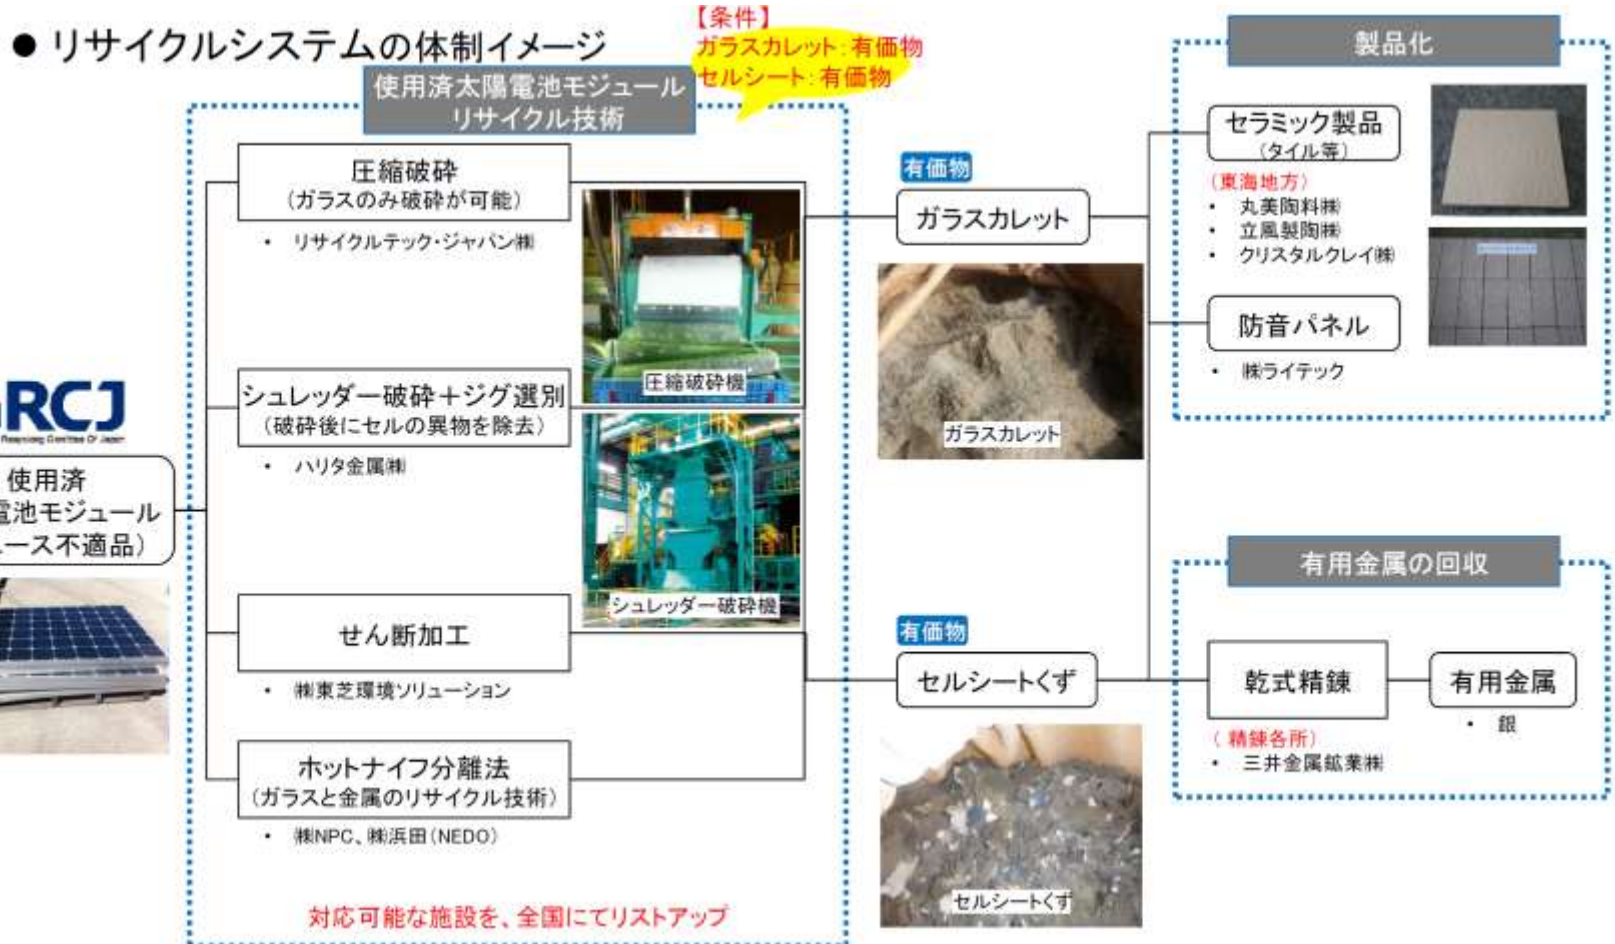 ● リサイクルシステムの体制イメージ
【条件】
ガラスカレット：有価物
セルシート：有価物
使用済太陽電池モジュール
リサイクル技術
圧縮破砕
（ガラスのみ破砕が可能）
• リサイクルテック・ジャパン㈱
圧縮破砕機
シュレッダー破砕＋ジグ選別
（破砕後にセルの異物を除去）
• ハリタ金属㈱
シュレッダー破砕機
RCJ
使用済
電池モジュール
ース不適品）
せん断加工
• ㈱東芝環境ソリューション
ホットナイフ分離法
（ガラスと金属のリサイクル技術）
• ㈱NPC、㈱浜田（NEDO）
対応可能な施設を、全国にてリストアップ
有価物
ガラスカレット
ガラスカレット
有価物
セルシートくず
セルシートくず
製品化
セラミック製品
（タイル等）
（東海地方）
• 丸美陶料㈱
• 立風製陶㈱
• クリスタルクレイ㈱
防音パネル
• ㈱ライテック
有用金属の回収
乾式精錬
（精錬各所）
• 三井金属鉱業㈱
有用金属
• 銀